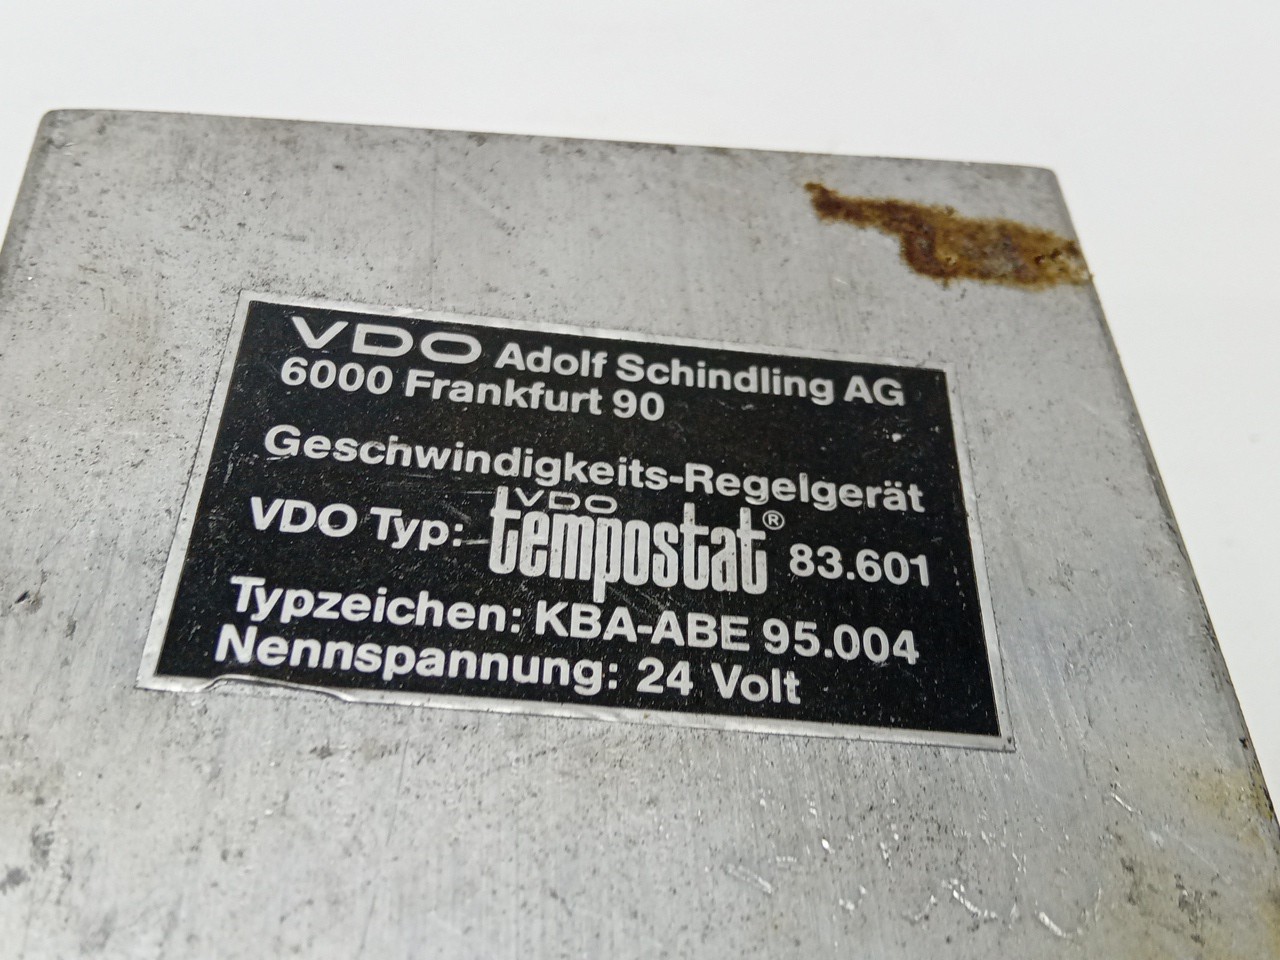 VDO Adolf Schindling AG
6000 Frankfurt 90
Geschwindigkeits-Regelgerät
VDO
VDO Typ: tempostat® 83.601
Typzeichen: KBA-ABE 95.004
Nennspannung: 24 Volt